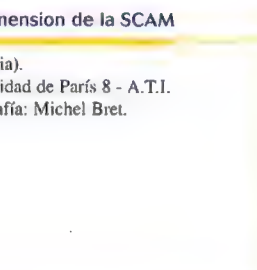 mension de la SCAM
ia).
idad de París 8 - A.T.I.
afía: Michel Bret.